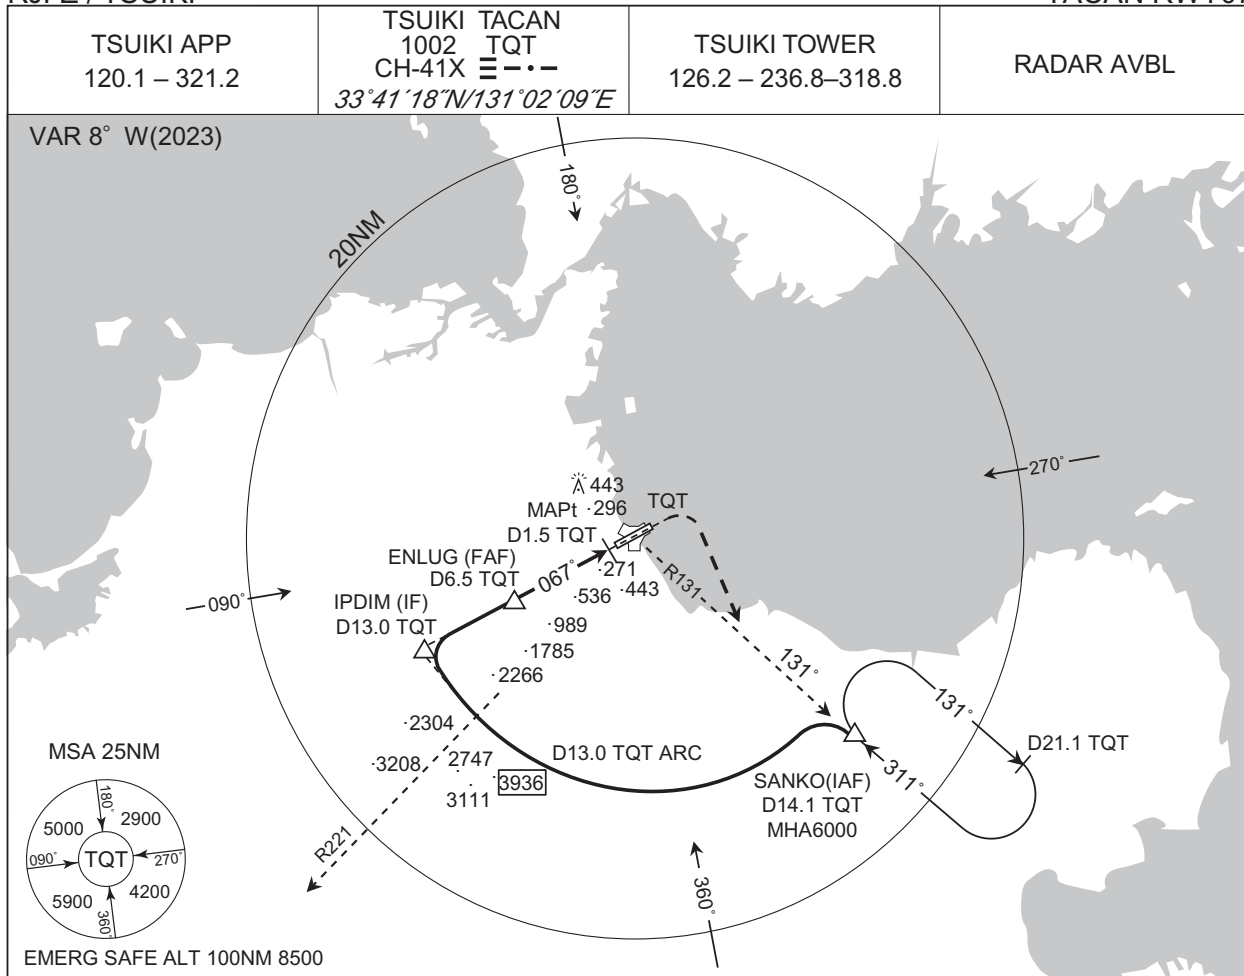 TSUIKI APP
120.1 – 321.2
TSUIKI TACAN
1002 TQT
CH-41X
33°41′18″N/131°02′09″E
TSUIKI TOWER
126.2 – 236.8–318.8
RADAR AVBL
VAR 8° W(2023)
20NM
180°
270°
443
MAPt
296
TQT
D1.5 TQT
ENLUG (FAF)
D6.5 TQT
067°
271
443
536
R131
090°
IPDIM (IF)
D13.0 TQT
989
1785
2266
131°
131°
2304
D13.0 TQT ARC
D21.1 TQT
3208
2747
3936
3111
311°
SANKO(IAF)
D14.1 TQT
MHA6000
R221
360°
MSA 25NM
180°
5000
2900
090°
TQT
270°
5900
4200
360°
EMERG SAFE ALT 100NM 8500